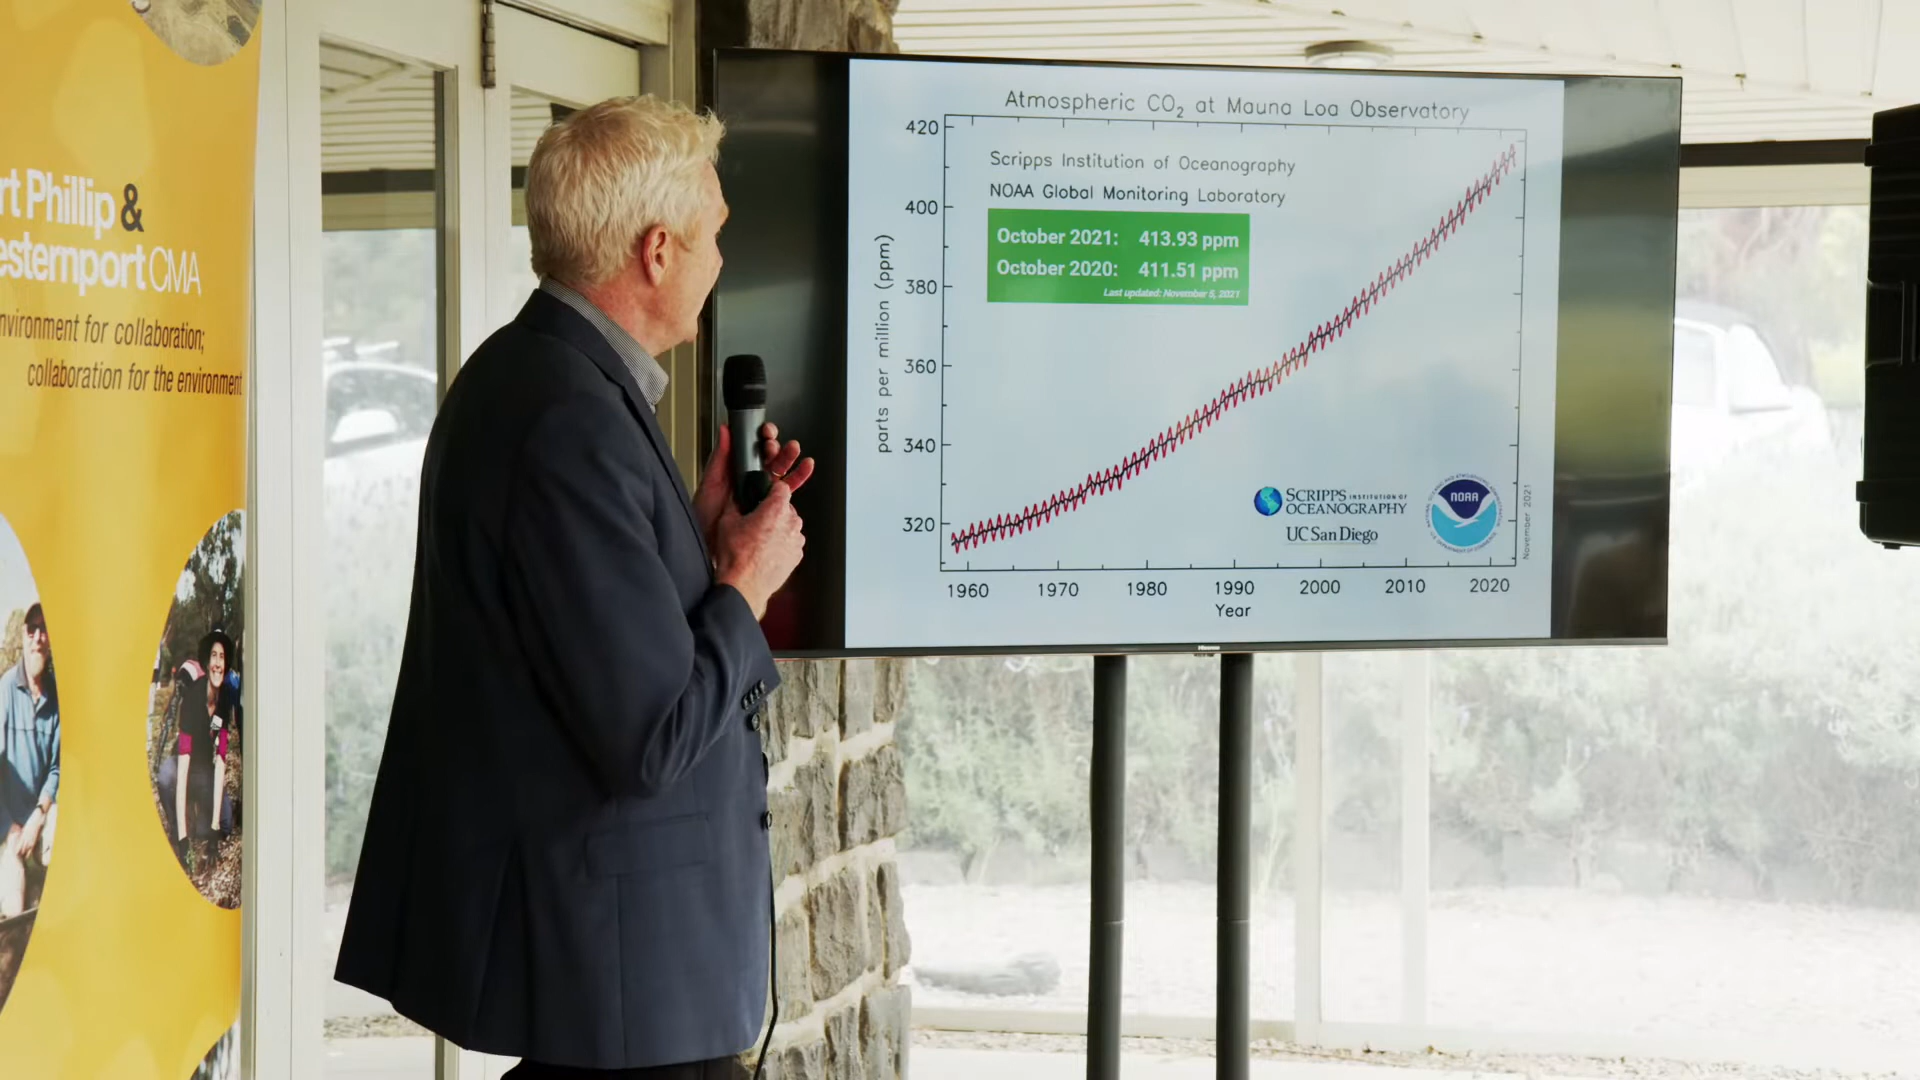 rt Phillip &
esternport CMA
nvironment for collaboration;
collaboration for the environment
Atmospheric CO2 at Mauna Loa Observatory
Scripps Institution of Oceanography
NOAA Global Monitoring Laboratory
October 2021: 413.93 ppm
October 2020: 411.51 ppm
Last updated: November 5, 2021
parts per million (ppm)
420
400
380
360
340
320
SCRIPPS INSTITUTION OF
OCEANOGRAPHY
UC San Diego
NOAA
November 2021
1960 1970 1980 1990 2000 2010 2020
Year
Hisense